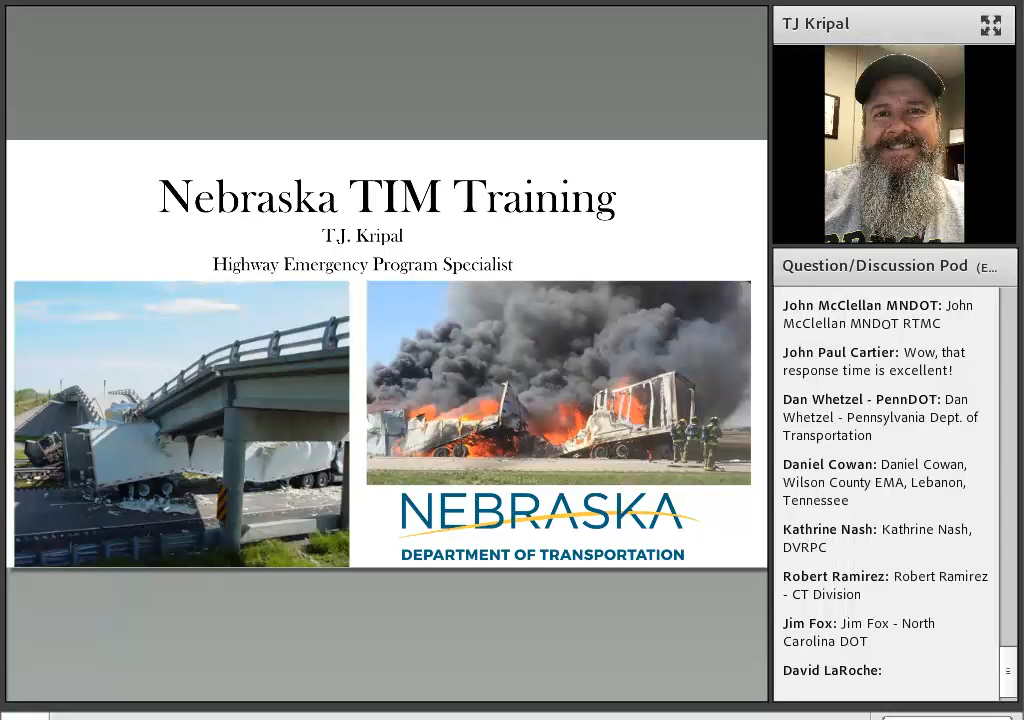 Nebraska TIM Training
T.J. Kripal
Highway Emergency Program Specialist
NEBRASKA
DEPARTMENT OF TRANSPORTATION
TJ Kripal
Question/Discussion Pod (E...
John McClellan MNDOT: John
McClellan MNDOT RTMC
John Paul Cartier: Wow, that
response time is excellent!
Dan Whetzel - PennDOT: Dan
Whetzel - Pennsylvania Dept. of
Transportation
Daniel Cowan: Daniel Cowan,
Wilson County EMA, Lebanon,
Tennessee
Kathrine Nash: Kathrine Nash,
DVRPC
Robert Ramirez: Robert Ramirez
- CT Division
Jim Fox: Jim Fox - North
Carolina DOT
David LaRoche: